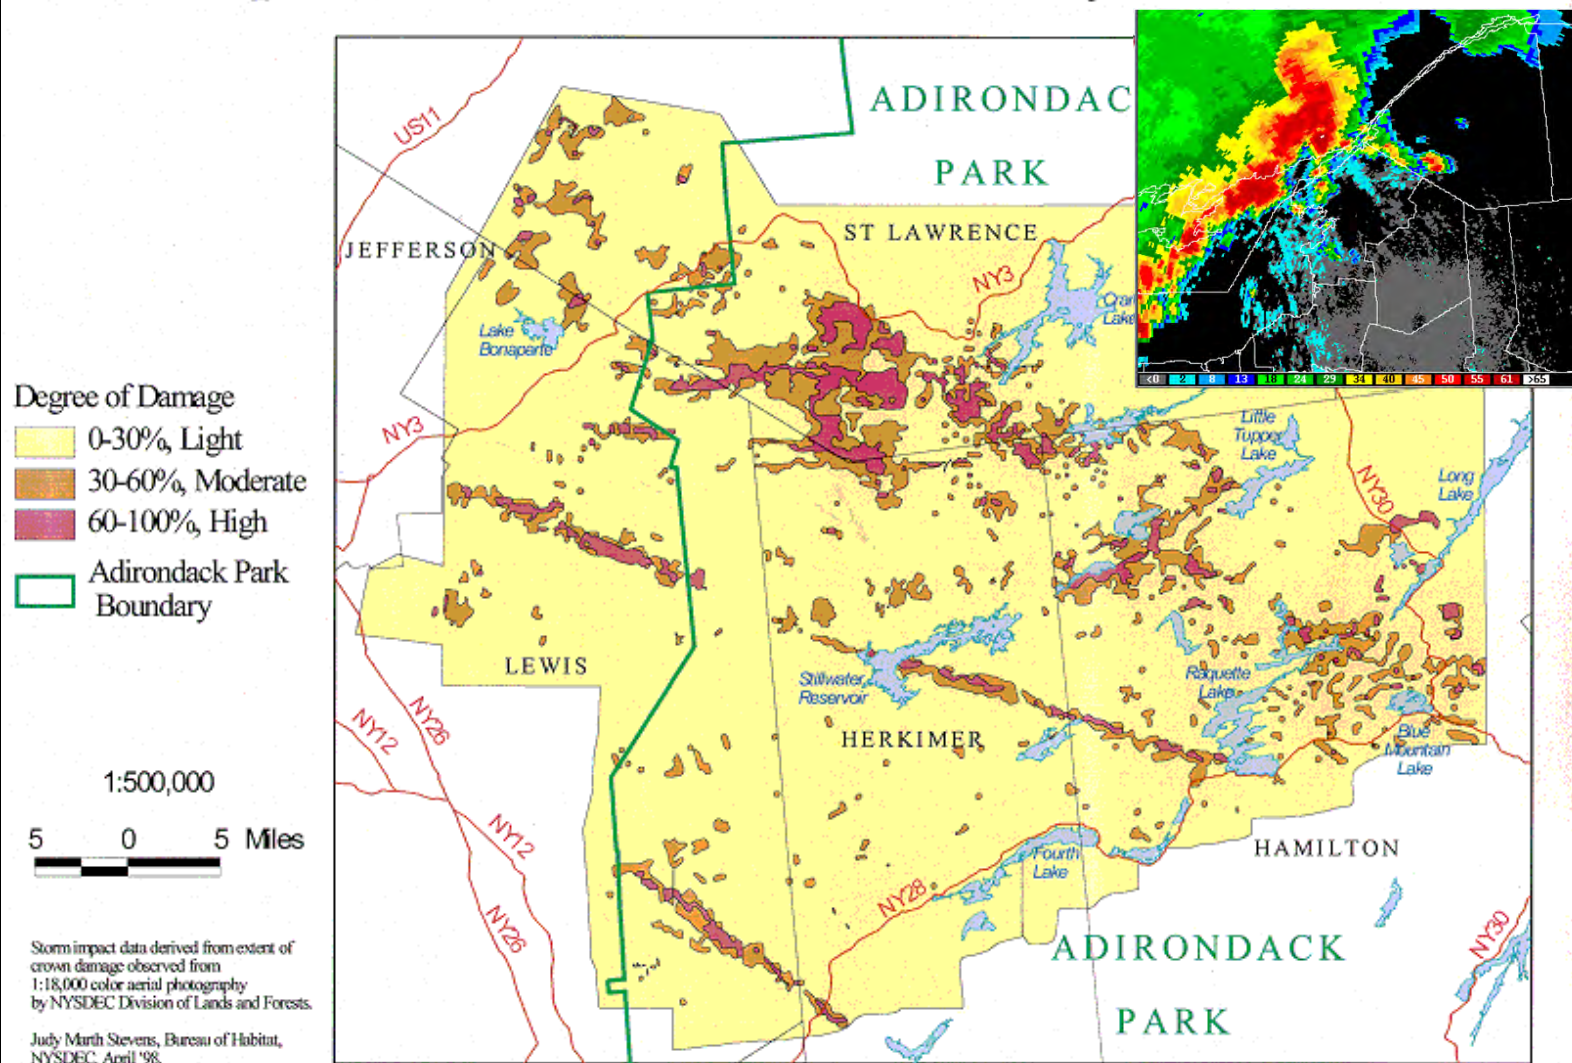 ADIRONDAC
PARK
US11
JEFFERSON
ST LAWRENCE
NY3
Lake
Bonaparte
Lake
<0 2 8 13 18 24 29 34 40 45 50 55 61 >65
Degree of Damage
0-30%, Light
30-60%, Moderate
60-100%, High
Adirondack Park
Boundary
NY3
Little
Tupper
Lake
NY30
Long
Lake
LEWIS
Stillwater
Reservoir
Raquette
Lake
HERKIMER
Blue
Mountain
Lake
NY26
NY12
1:500,000
5 0 5 Miles
NY12
HAMILTON
Fourth
Lake
NY28
NY26
NY30
ADIRONDACK
PARK
Storm impact data derived from extent of
crown damage observed from
1:18,000 color aerial photography
by NYSDEC Division of Lands and Forests.
Judy Marth Stevens, Bureau of Habitat,
NYSDEC, April '98.